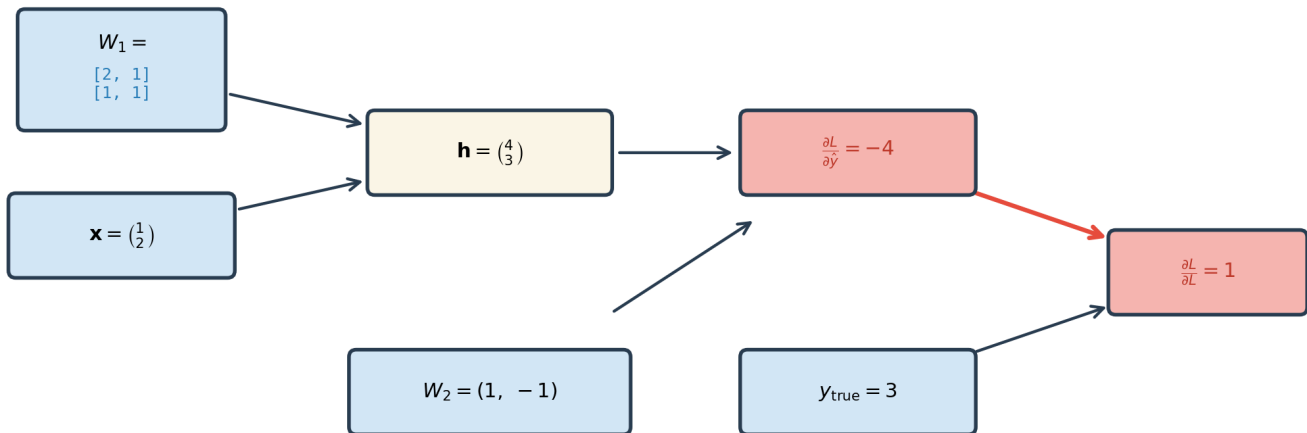 W₁ =
[2, 1]
[1, 1]
x = (1 2)
h = (4 3)
∂L/∂ŷ = −4
∂L/∂L = 1
W₂ = (1, −1)
y_true = 3